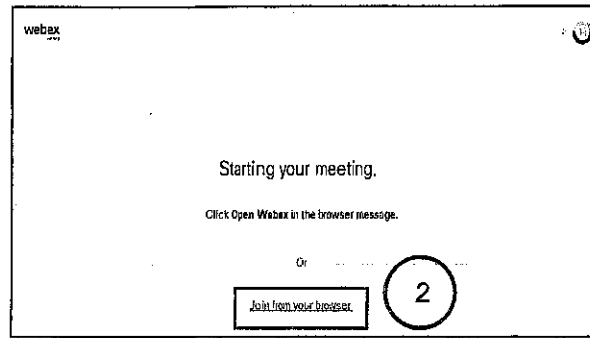 webex
Starting your meeting.
Click Open Webex in the browser message.
Or
Join from your browser
2